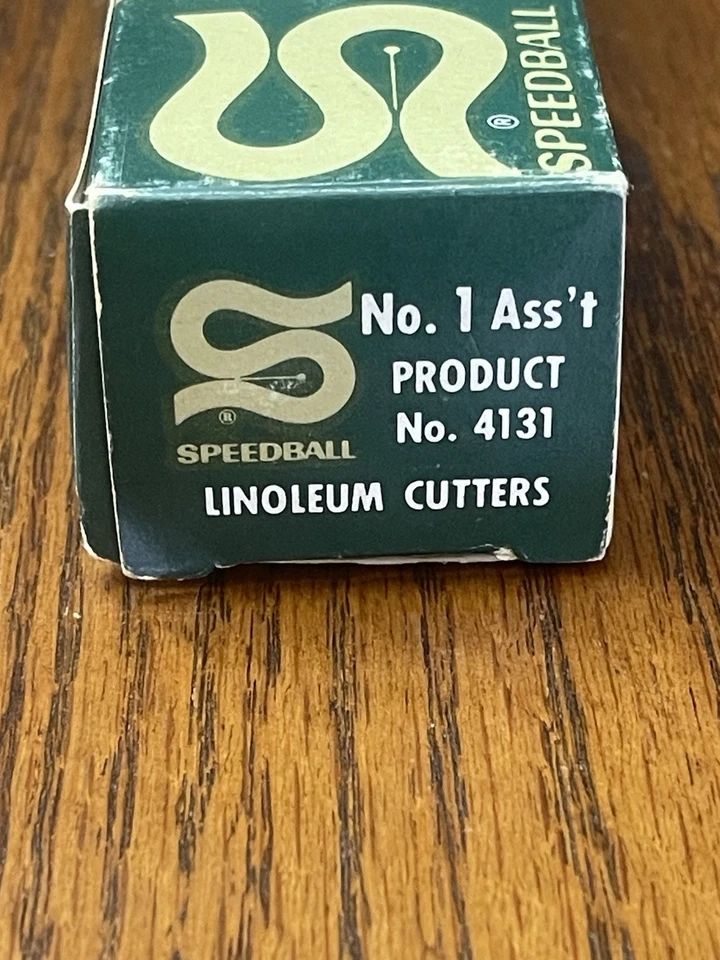 SPEEDBALL
®
No. 1 Ass't
PRODUCT
No. 4131
®
SPEEDBALL
LINOLEUM CUTTERS